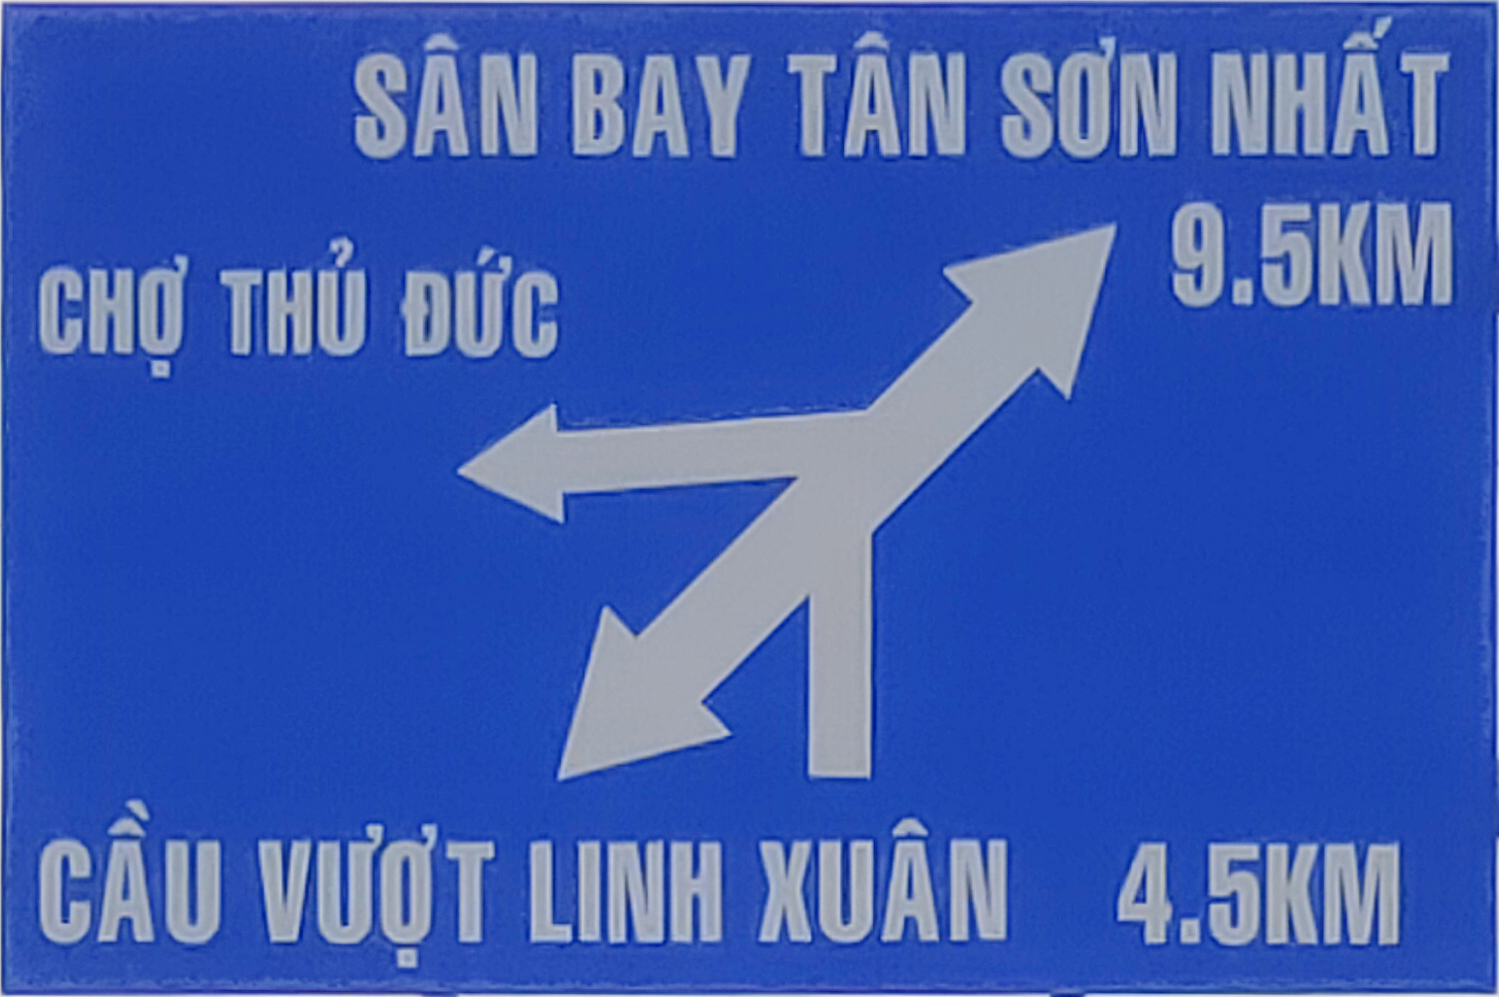 SÂN BAY TÂN SƠN NHẤT
9.5KM
CHỢ THỦ ĐỨC
CẦU VƯỢT LINH XUÂN 4.5KM